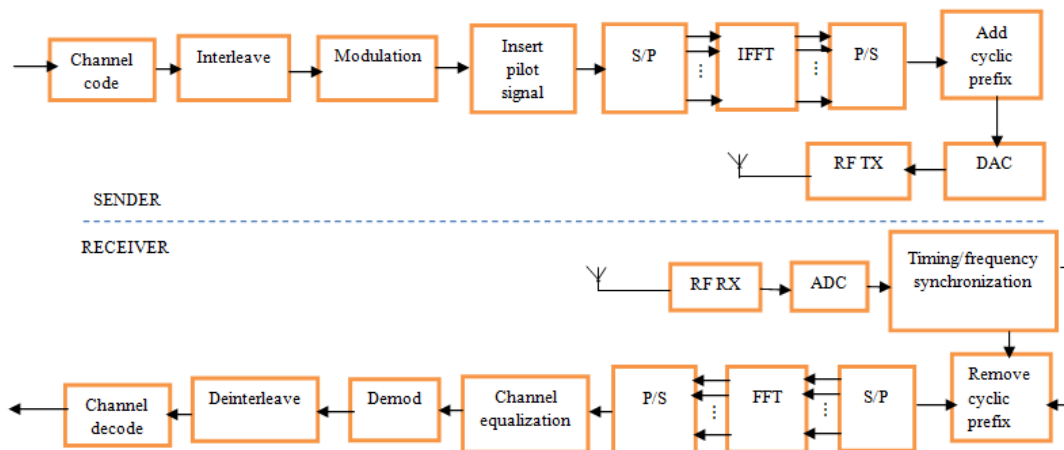 Channel
code
Interleave
Modulation
Insert
pilot
signal
S/P
IFFT
P/S
Add
cyclic
prefix
RF TX
DAC
SENDER
RECEIVER
RF RX
ADC
Timing/frequency
synchronization
Channel
decode
Deinterleave
Demod
Channel
equalization
P/S
FFT
S/P
Remove
cyclic
prefix